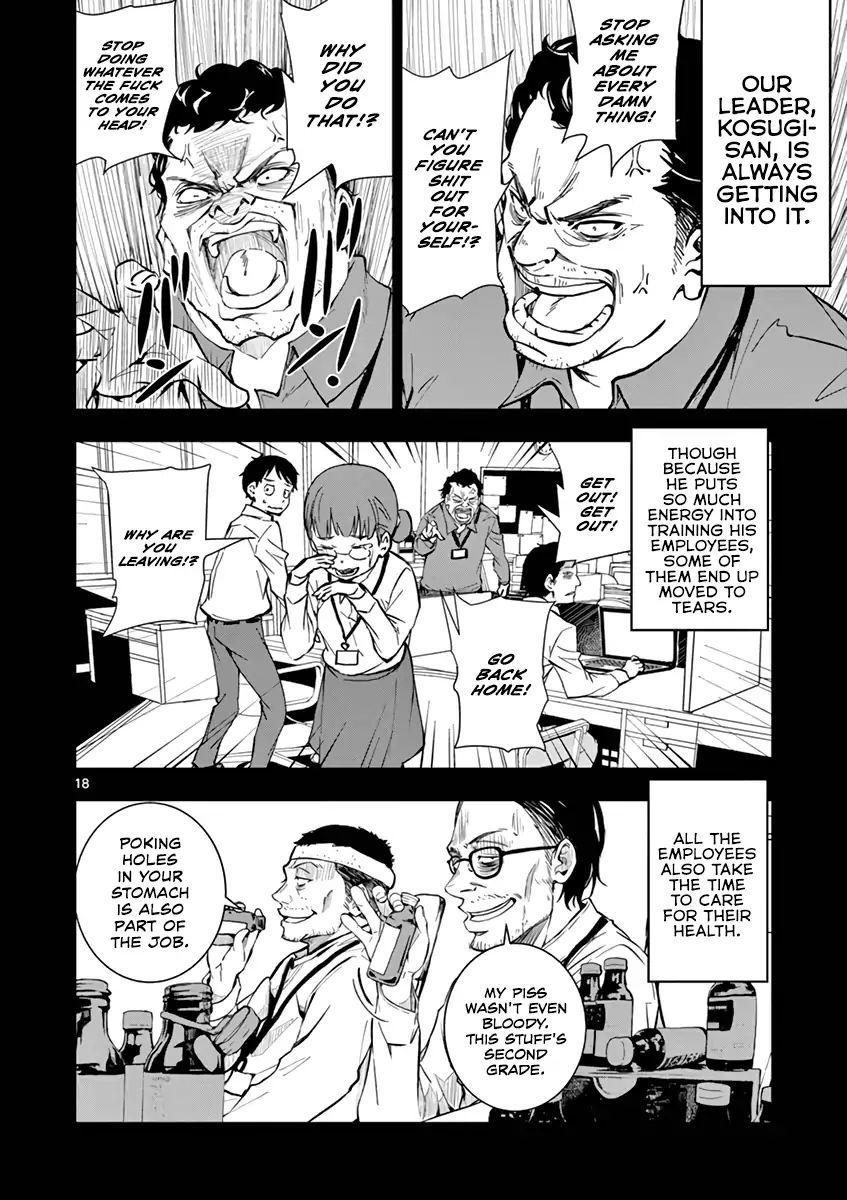 OUR
LEADER,
KOSUGI-
SAN, IS
ALWAYS
GETTING
INTO IT.
STOP
ASKING
ME
ABOUT
EVERY
DAMN
THING!
CAN'T
YOU
FIGURE
SHIT
OUT
FOR
YOUR-
SELF!?
WHY
DID
YOU
DO
THAT!?
STOP
DOING
WHATEVER
THE FUCK
COMES
TO YOUR
HEAD!
THOUGH
BECAUSE
HE PUTS
SO MUCH
ENERGY INTO
TRAINING HIS
EMPLOYEES,
SOME OF
THEM END UP
MOVED TO
TEARS.
GET
OUT!
GET
OUT!
WHY ARE
YOU
LEAVING!?
GO
BACK
HOME!
18
ALL THE
EMPLOYEES
ALSO TAKE
THE TIME
TO CARE
FOR THEIR
HEALTH.
POKING
HOLES
IN YOUR
STOMACH
IS ALSO
PART OF
THE JOB.
MY PISS
WASN'T EVEN
BLOODY.
THIS STUFF'S
SECOND
GRADE.